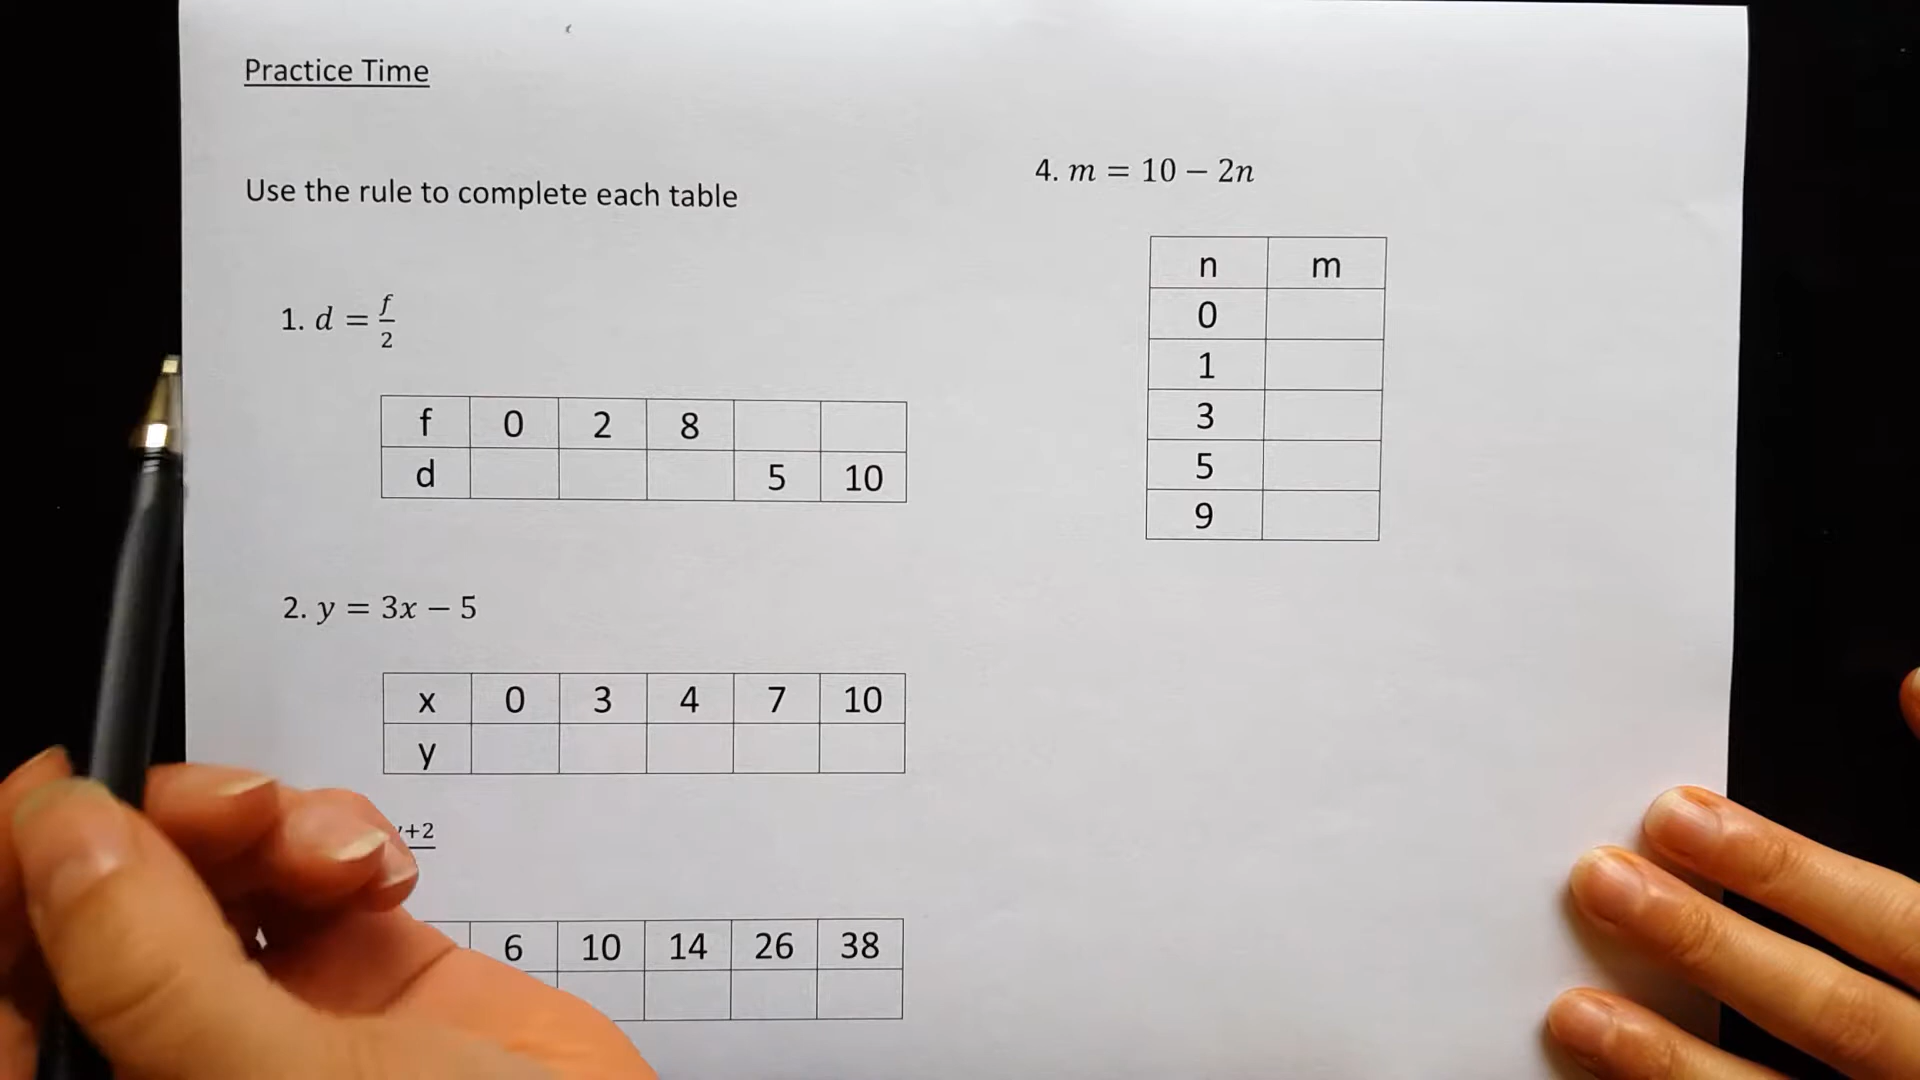 Practice Time
Use the rule to complete each table
1. d = f/2
f 0 2 8
d 5 10
2. y = 3x − 5
x 0 3 4 7 10
y
+2
6 10 14 26 38
4. m = 10 − 2n
n m
0
1
3
5
9